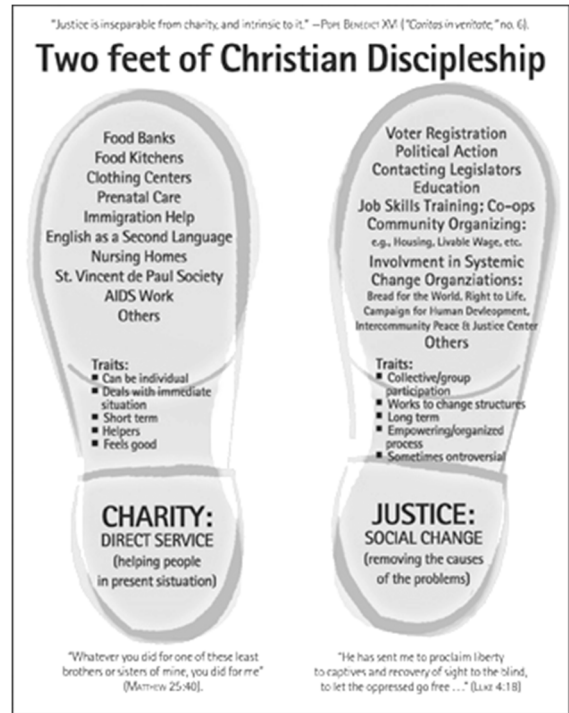 "Justice is inseparable from charity, and intrinsic to it." —POPE BENEDICT XVI ("Caritas in veritate," no. 6).
Two feet of Christian Discipleship
Food Banks
Food Kitchens
Clothing Centers
Prenatal Care
Immigration Help
English as a Second Language
Nursing Homes
St. Vincent de Paul Society
AIDS Work
Others
Traits:
■ Can be individual
■ Deals with immediate
situation
■ Short term
■ Helpers
■ Feels good
CHARITY:
DIRECT SERVICE
(helping people
in present sistuation)
"Whatever you did for one of these least
brothers or sisters of mine, you did for me"
(MATTHEW 25:40).
Voter Registration
Political Action
Contacting Legislators
Education
Job Skills Training; Co-ops
Community Organizing:
e.g., Housing, Livable Wage, etc.
Involvment in Systemic
Change Organziations:
Bread for the World, Right to Life,
Campaign for Human Devleopment,
Intercommunity Peace & Justice Center
Others
Traits:
■ Collective/group
participation
■ Works to change structures
■ Long term
■ Empowering/organized
process
■ Sometimes ontroversial
JUSTICE:
SOCIAL CHANGE
(removing the causes
of the problems)
"He has sent me to proclaim liberty
to captives and recovery of sight to the blind,
to let the oppressed go free ..." (LUKE 4:18)